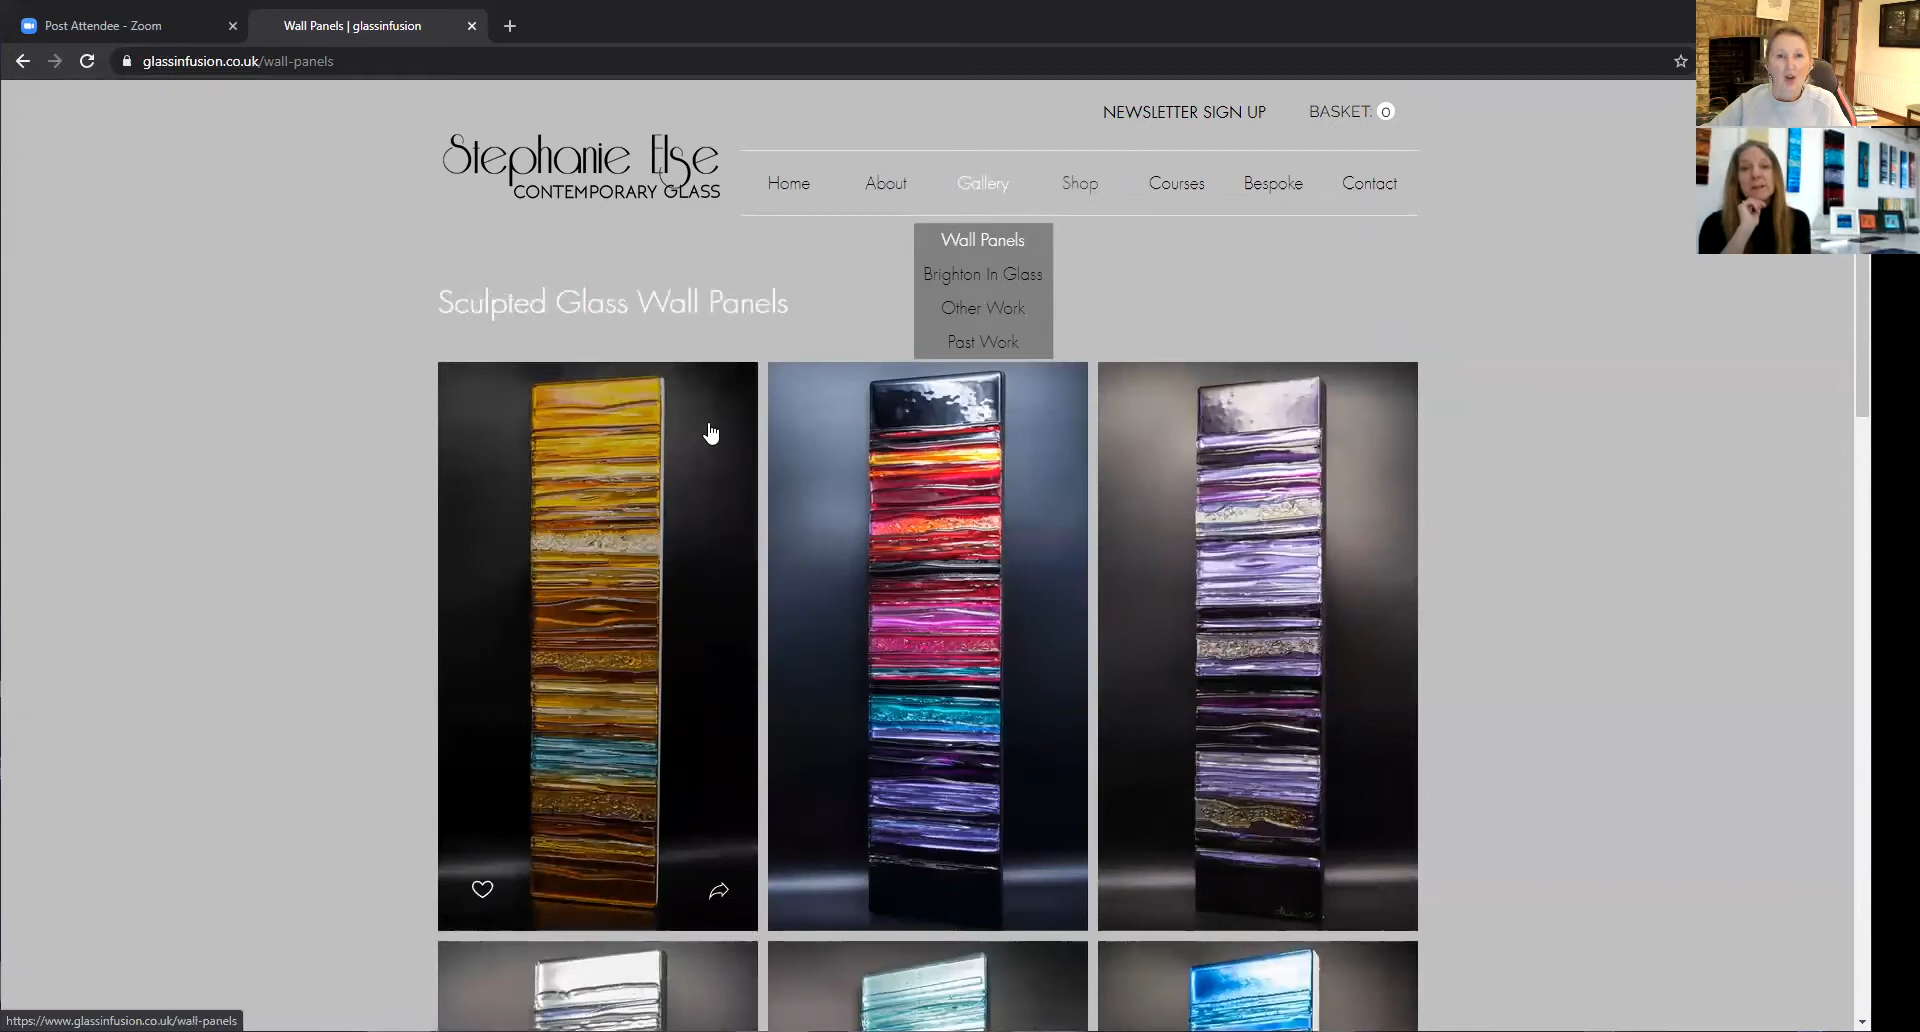 Post Attendee - Zoom
Wall Panels | glassinfusion
glassinfusion.co.uk/wall-panels
NEWSLETTER SIGN UP
BASKET: 0
Stephanie Else
CONTEMPORARY GLASS
Home About Gallery Shop Courses Bespoke Contact
Wall Panels
Brighton In Glass
Other Work
Past Work
Sculpted Glass Wall Panels
https://www.glassinfusion.co.uk/wall-panels